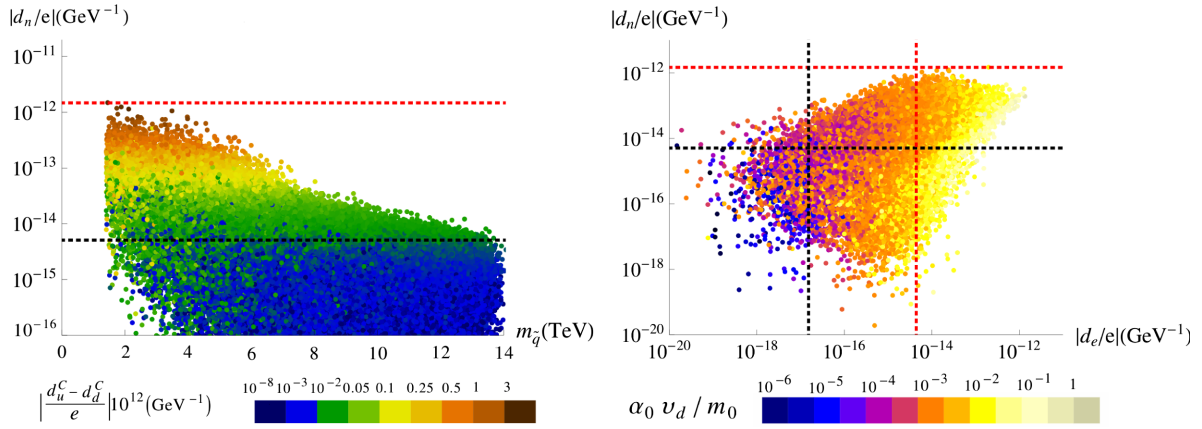 |d_n/e|(GeV⁻¹)
10⁻¹¹
10⁻¹²
10⁻¹³
10⁻¹⁴
10⁻¹⁵
10⁻¹⁶
0 2 4 6 8 10 12 14
m_q̃(TeV)
|d_u^C − d_d^C / e|10¹²(GeV⁻¹)
10⁻⁸ 10⁻³ 10⁻² 0.05 0.1 0.25 0.5 1 3
|d_n/e|(GeV⁻¹)
10⁻¹²
10⁻¹⁴
10⁻¹⁶
10⁻¹⁸
10⁻²⁰
10⁻²⁰ 10⁻¹⁸ 10⁻¹⁶ 10⁻¹⁴ 10⁻¹²
|d_e/e|(GeV⁻¹)
α₀ υ_d / m₀
10⁻⁶ 10⁻⁵ 10⁻⁴ 10⁻³ 10⁻² 10⁻¹ 1